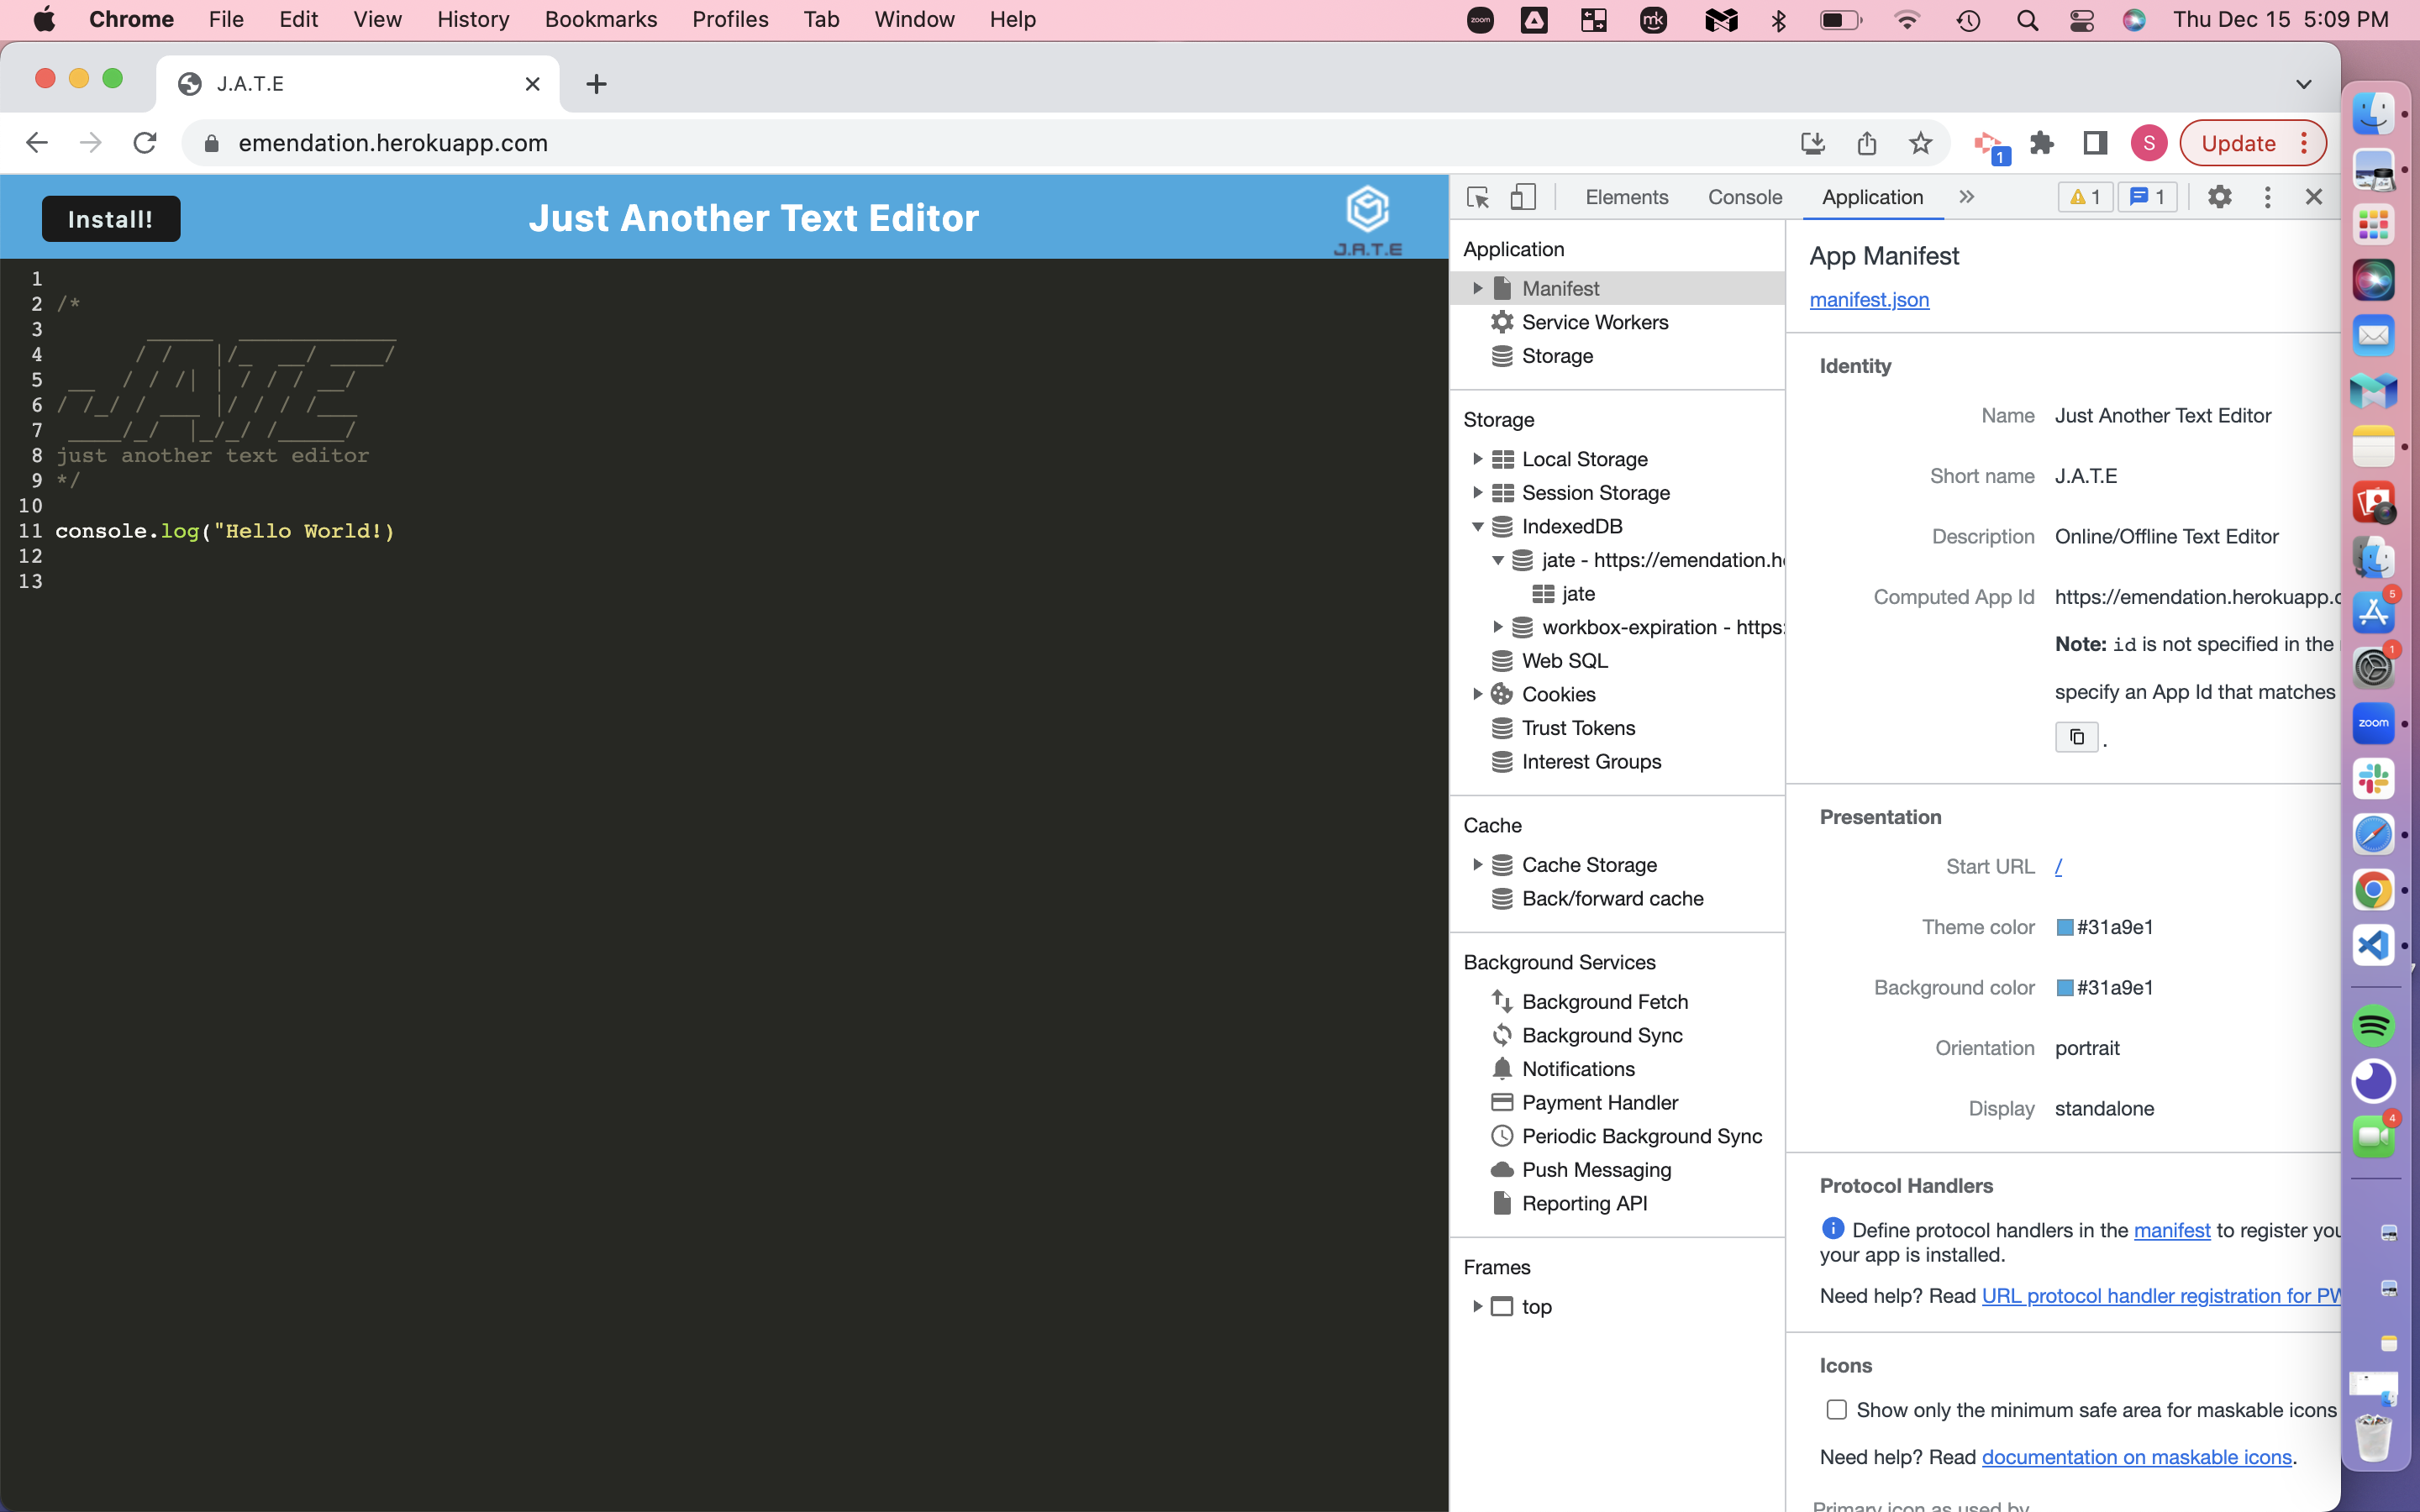 Chrome File Edit View History Bookmarks Profiles Tab Window Help zoom mk Thu Dec 15 5:09 PM
J.A.T.E
emendation.herokuapp.com 1 S Update
Install! Just Another Text Editor J.A.T.E
Elements Console Application 1 1
1
2 /*
3
4
5
6
7
8 just another text editor
9 */
10
11 console.log("Hello World!)
12
13
Application
Manifest
Service Workers
Storage
Storage
Local Storage
Session Storage
IndexedDB
jate - https://emendation.h
jate
workbox-expiration - https:
Web SQL
Cookies
Trust Tokens
Interest Groups
Cache
Cache Storage
Back/forward cache
Background Services
Background Fetch
Background Sync
Notifications
Payment Handler
Periodic Background Sync
Push Messaging
Reporting API
Frames
top
App Manifest
manifest.json
Identity
Name Just Another Text Editor
Short name J.A.T.E
Description Online/Offline Text Editor
Computed App Id https://emendation.herokuapp.c
Note: id is not specified in the
specify an App Id that matches
.
Presentation
Start URL /
Theme color #31a9e1
Background color #31a9e1
Orientation portrait
Display standalone
Protocol Handlers
Define protocol handlers in the manifest to register you
your app is installed.
Need help? Read URL protocol handler registration for PW
Icons
Show only the minimum safe area for maskable icons
Need help? Read documentation on maskable icons.
Primary icon as used by
5
1
zoom
4